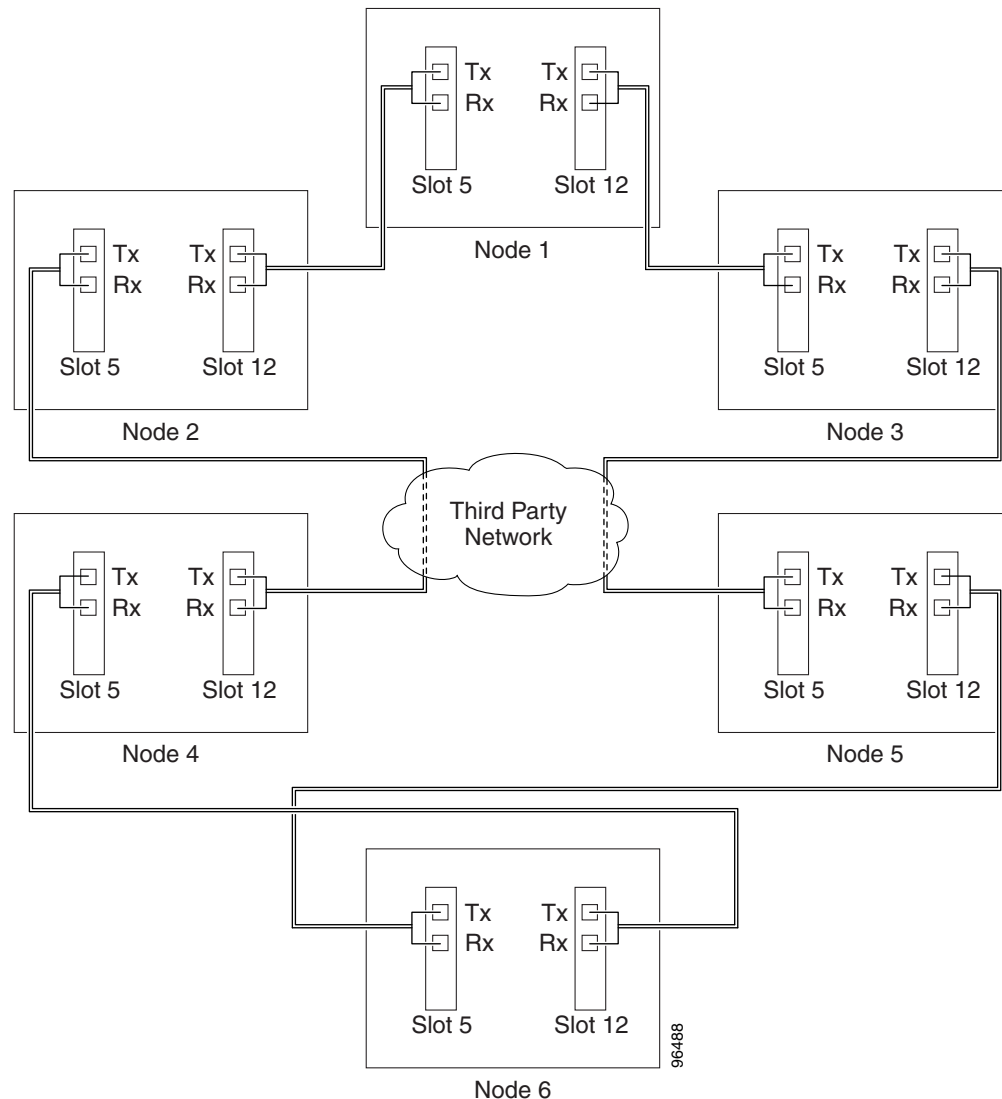 Tx Tx
Rx Rx
Slot 5 Slot 12
Node 1
Tx Tx
Rx Rx
Slot 5 Slot 12
Node 2
Tx Tx
Rx Rx
Slot 5 Slot 12
Node 3
Third Party
Network
Tx Tx
Rx Rx
Slot 5 Slot 12
Node 4
Tx Tx
Rx Rx
Slot 5 Slot 12
Node 5
Tx Tx
Rx Rx
Slot 5 Slot 12
96488
Node 6